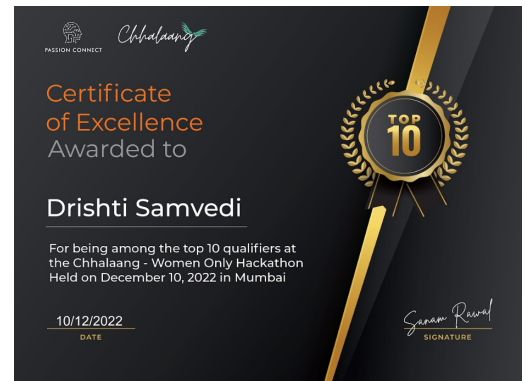 PASSION CONNECT
Chhalaang
Certificate
of Excellence
Awarded to
TOP
10
Drishti Samvedi
For being among the top 10 qualifiers at
the Chhalaang - Women Only Hackathon
Held on December 10, 2022 in Mumbai
10/12/2022
DATE
Sanam Rawal
SIGNATURE